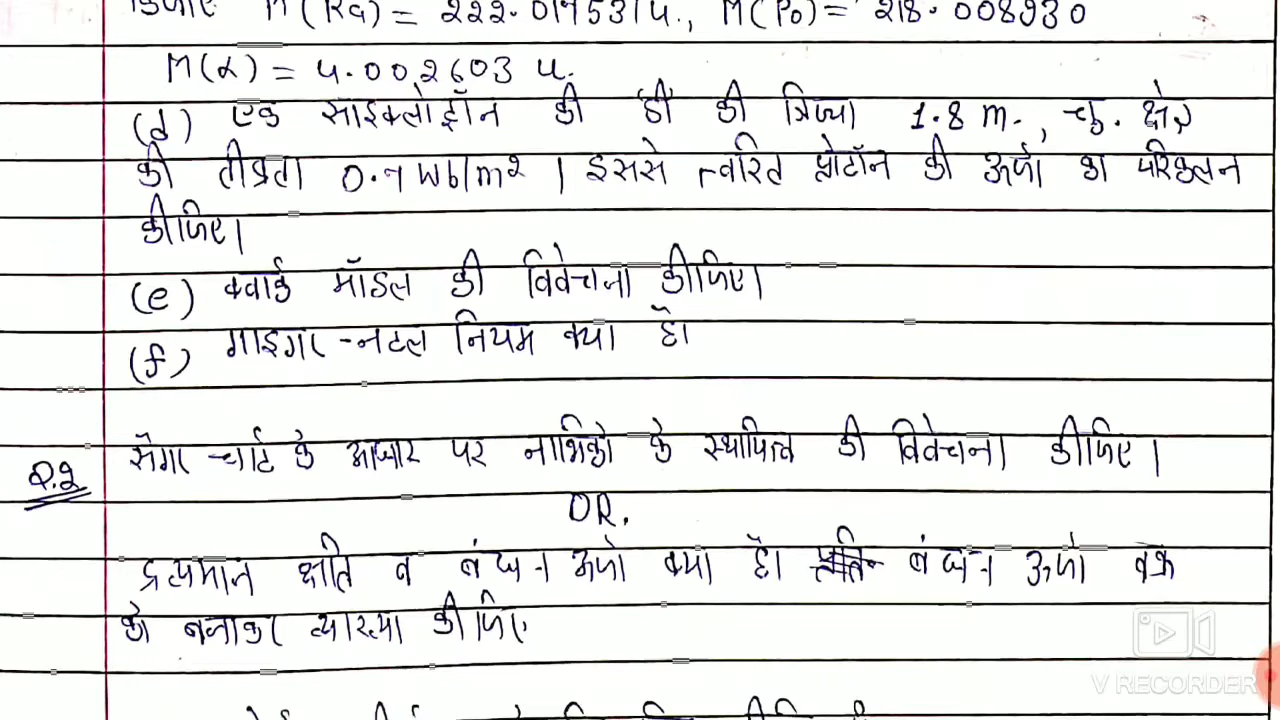 M(Ra) = 222.017531u., M(Po) = 218.008930
M(α) = 4.002603 u.
(d) एक साइक्लोट्रॉन की 'डी' की त्रिज्या 1.8 m., चु. क्षेत्र
की तीव्रता 0.7 Wb/m² । इससे त्वरित प्रोटॉन की ऊर्जा का परिकलन
कीजिए।
(e) क्वार्क मॉडल की विवेचना कीजिए।
(f) गाइगर-नटल नियम क्या है।
Q.2 सैगर चार्ट के आधार पर नाभिकों के स्थायित्व की विवेचना कीजिए।
OR.
द्रव्यमान क्षति व बंधन ऊर्जा क्या है। बंधन ऊर्जा वक्र
को बनाकर व्याख्या कीजिए
V RECORDER